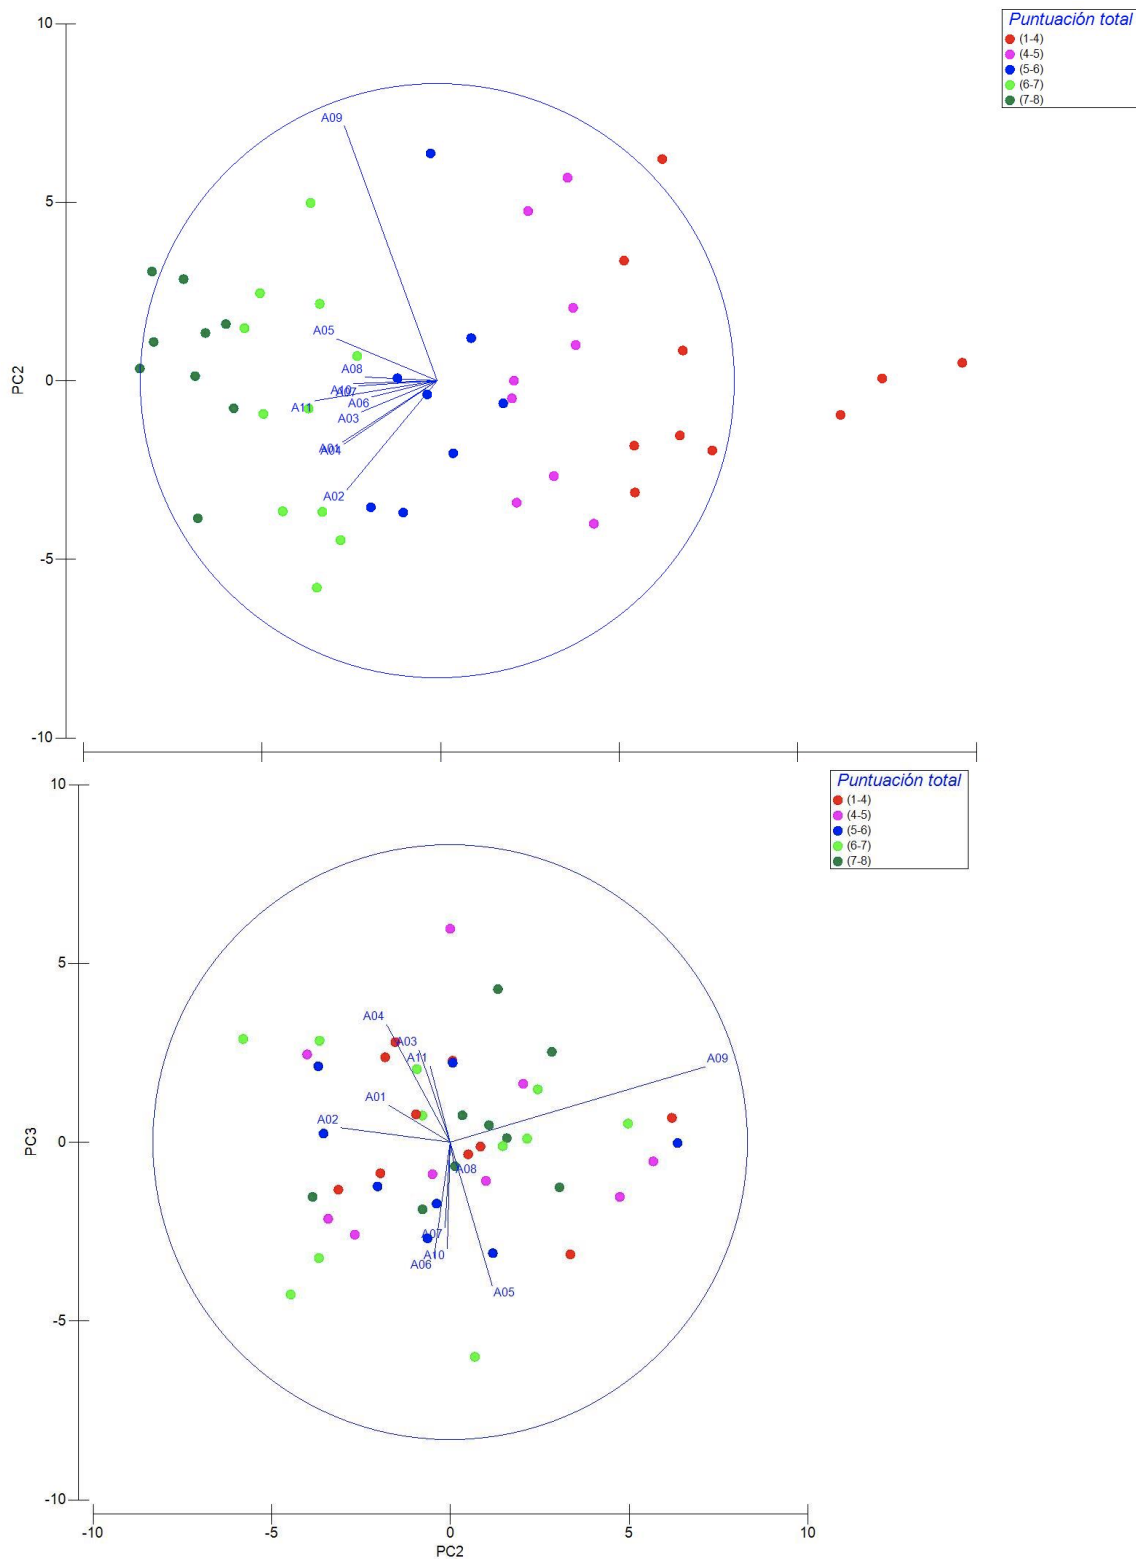 10
5
0
-5
-10
PC2
Puntuación total
(1-4)
(4-5)
(5-6)
(6-7)
(7-8)
A09
A05
A08
A10
A07
A11
A06
A03
A01
A04
A02
10
5
0
-5
-10
PC3
Puntuación total
(1-4)
(4-5)
(5-6)
(6-7)
(7-8)
A04
A03
A11
A09
A01
A02
A08
A07
A10
A06
A05
-10
-5
0
5
10
PC2